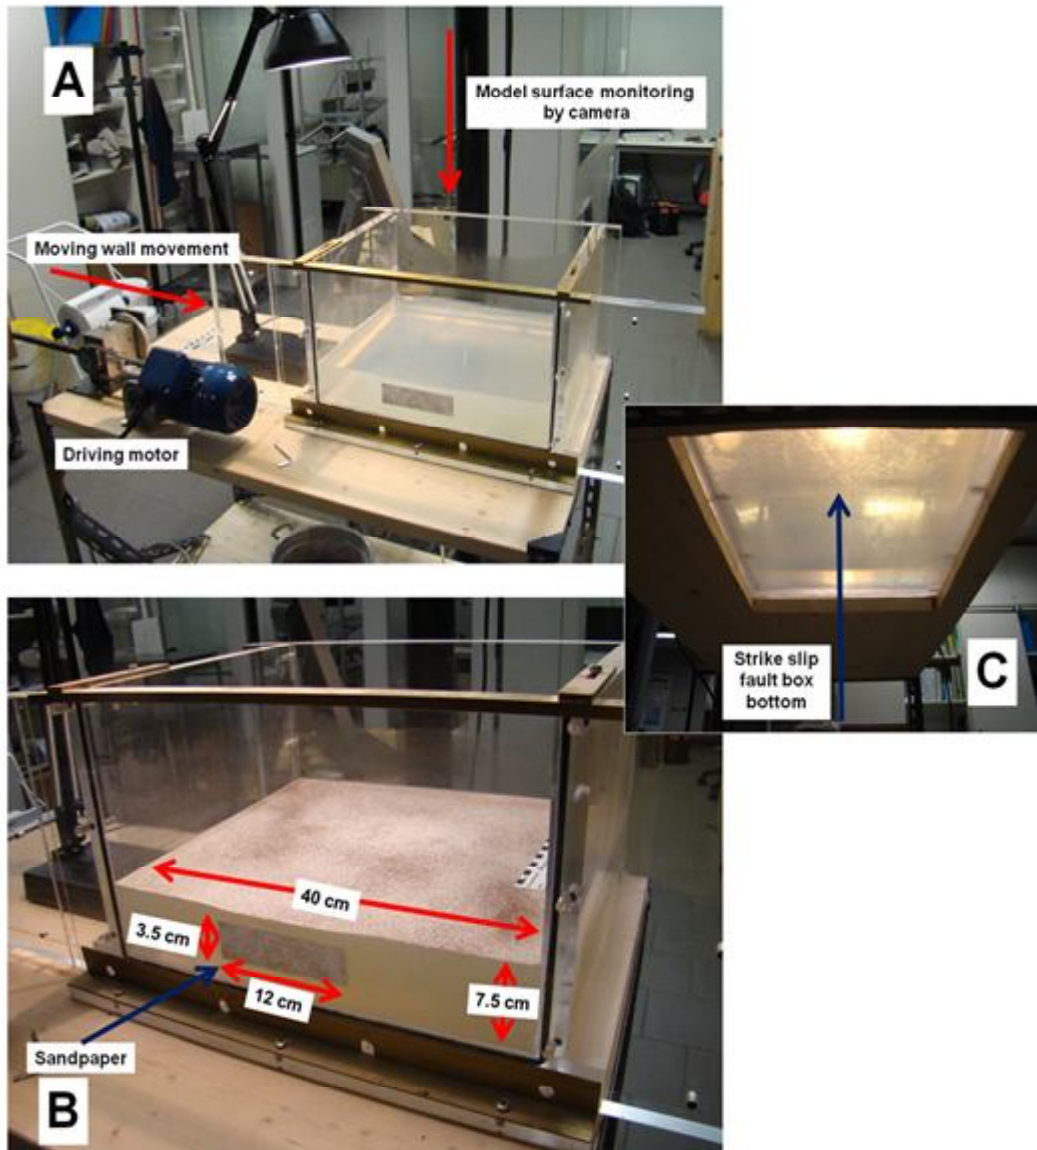 A
Model surface monitoring
by camera
Moving wall movement
Driving motor
Strike slip
fault box
bottom
C
40 cm
3.5 cm
12 cm
7.5 cm
Sandpaper
B